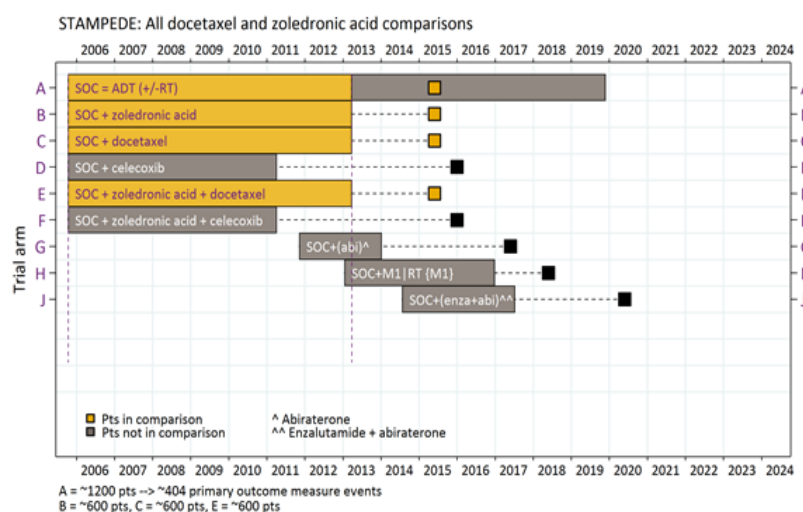 STAMPEDE: All docetaxel and zoledronic acid comparisons
2006 2007 2008 2009 2010 2011 2012 2013 2014 2015 2016 2017 2018 2019 2020 2021 2022 2023 2024
Trial arm
A SOC = ADT (+/-RT)
B SOC + zoledronic acid
C SOC + docetaxel
D SOC + celecoxib
E SOC + zoledronic acid + docetaxel
F SOC + zoledronic acid + celecoxib
G SOC+(abi)^
H SOC+M1|RT {M1}
J SOC+(enza+abi)^^
Pts in comparison ^ Abiraterone
Pts not in comparison ^^ Enzalutamide + abiraterone
2006 2007 2008 2009 2010 2011 2012 2013 2014 2015 2016 2017 2018 2019 2020 2021 2022 2023 2024
A = ~1200 pts --> ~404 primary outcome measure events
B = ~600 pts, C = ~600 pts, E = ~600 pts